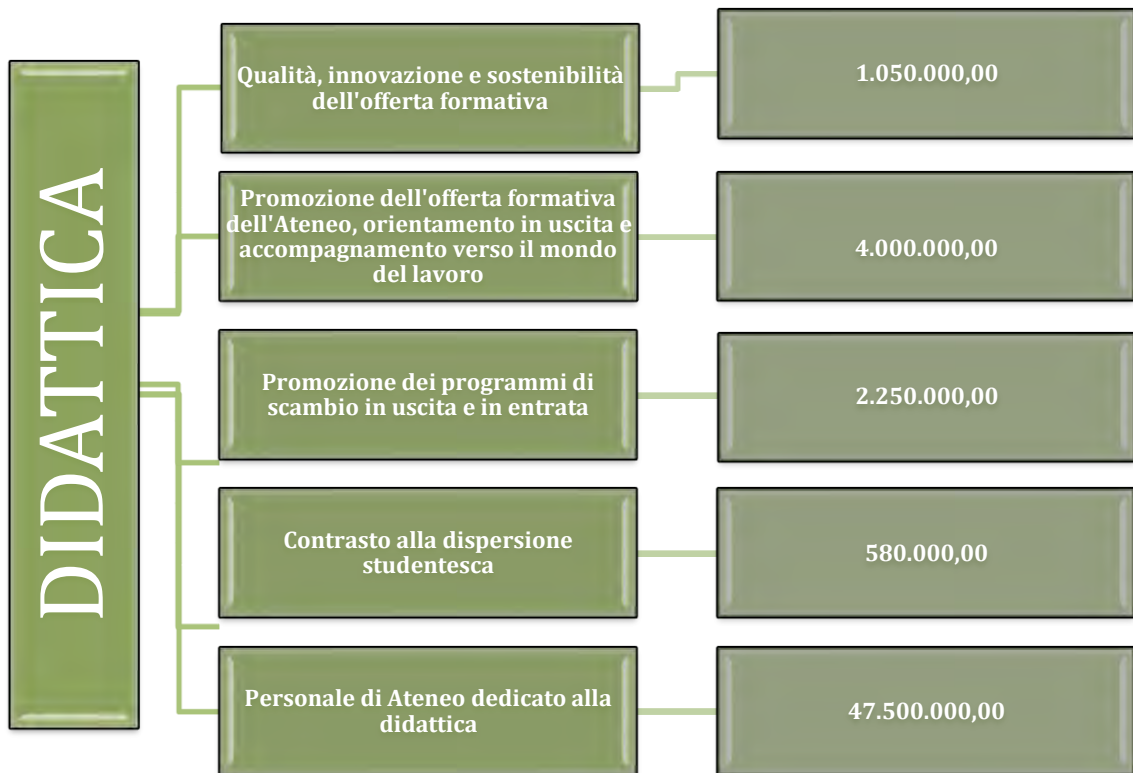 DIDATTICA
Qualità, innovazione e sostenibilità
dell'offerta formativa
1.050.000,00
Promozione dell'offerta formativa
dell'Ateneo, orientamento in uscita e
accompagnamento verso il mondo
del lavoro
4.000.000,00
Promozione dei programmi di
scambio in uscita e in entrata
2.250.000,00
Contrasto alla dispersione
studentesca
580.000,00
Personale di Ateneo dedicato alla
didattica
47.500.000,00